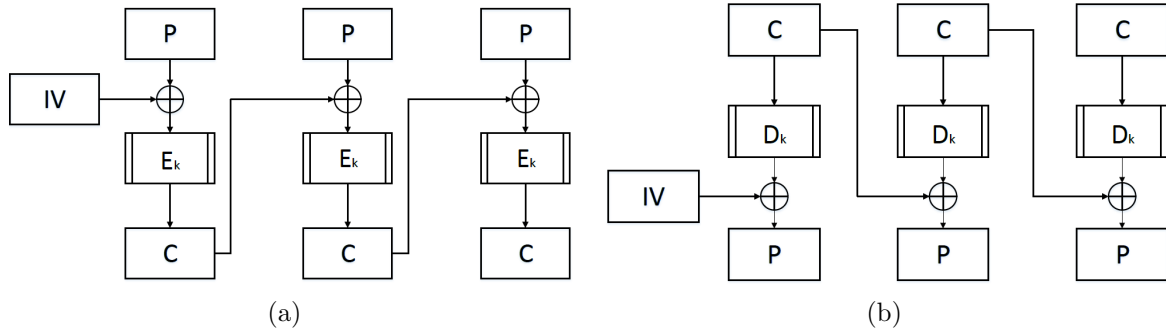 P P P
IV
Eₖ Eₖ Eₖ
C C C
(a)
C C C
Dₖ Dₖ Dₖ
IV
P P P
(b)